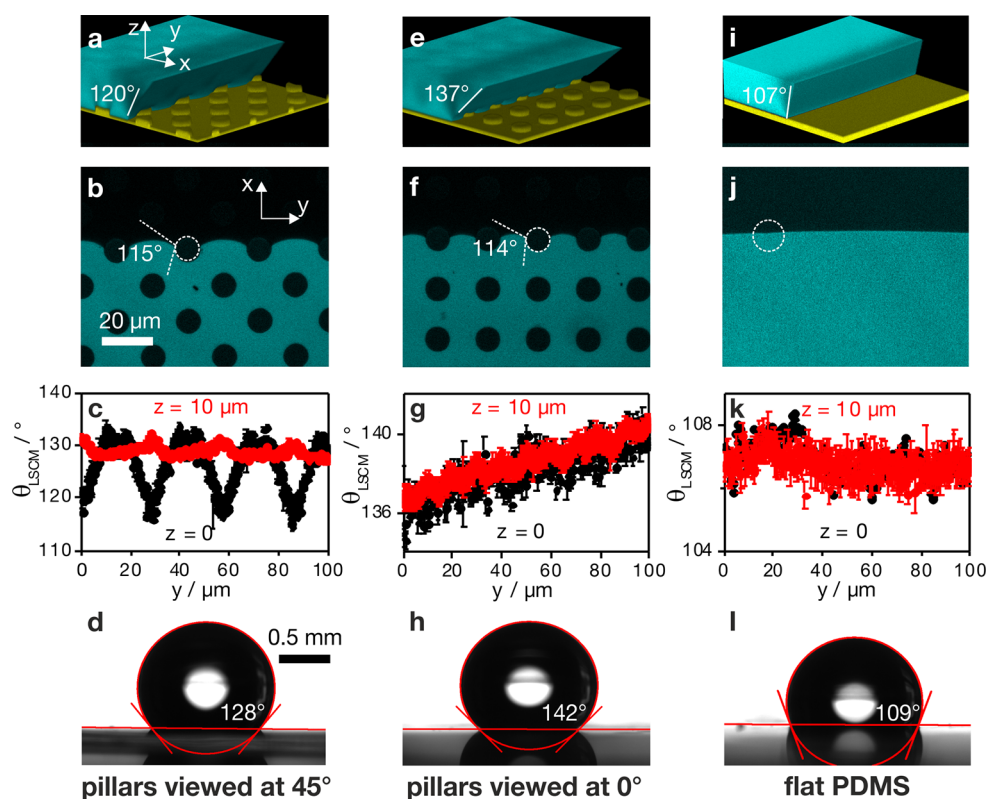 a
z
y
x
120°
e
137°
i
107°
b
x
y
115°
20 µm
f
114°
j
140
130
120
110
θLSCM / °
c
z = 10 µm
z = 0
0 20 40 60 80 100
y / µm
140
136
θLSCM / °
g
z = 10 µm
z = 0
0 20 40 60 80 100
y / µm
108
104
θLSCM / °
k
z = 10 µm
z = 0
0 20 40 60 80 100
y / µm
d
0.5 mm
128°
h
142°
l
109°
pillars viewed at 45°
pillars viewed at 0°
flat PDMS